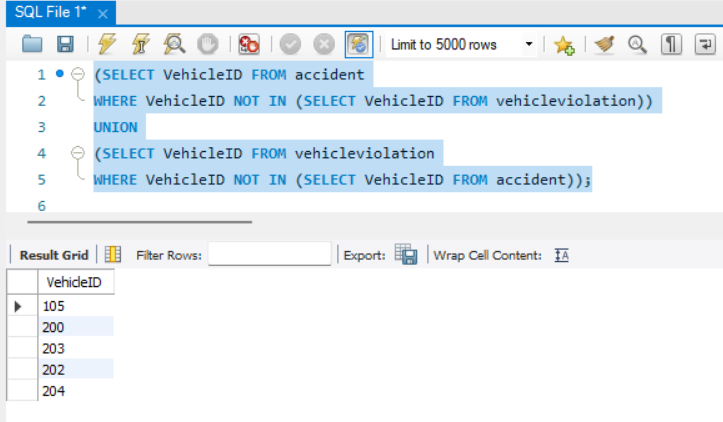 SQL File 1*
Limit to 5000 rows
1 (SELECT VehicleID FROM accident
2 WHERE VehicleID NOT IN (SELECT VehicleID FROM vehicleviolation))
3 UNION
4 (SELECT VehicleID FROM vehicleviolation
5 WHERE VehicleID NOT IN (SELECT VehicleID FROM accident));
6
Result Grid Filter Rows: Export: Wrap Cell Content: IA
VehicleID
105
200
203
202
204